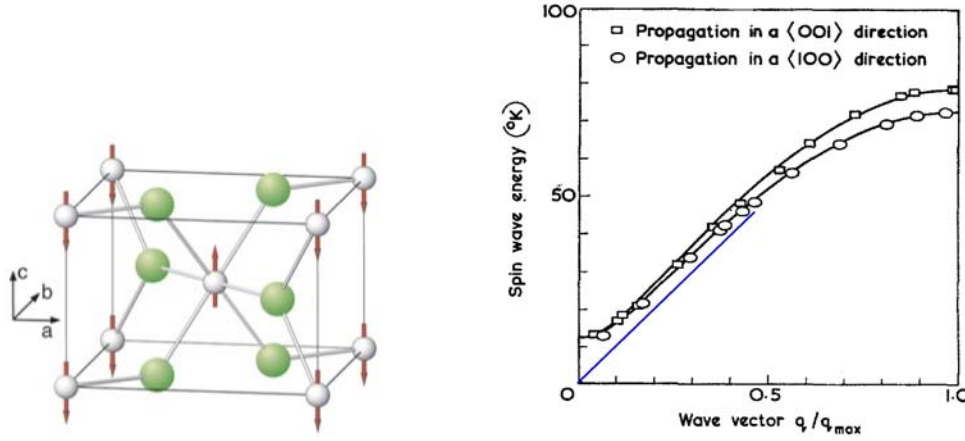 c
b
a
100
50
0
Spin wave energy (°K)
□ Propagation in a ⟨001⟩ direction
○ Propagation in a ⟨100⟩ direction
0 0.5 1.0
Wave vector q/qmax